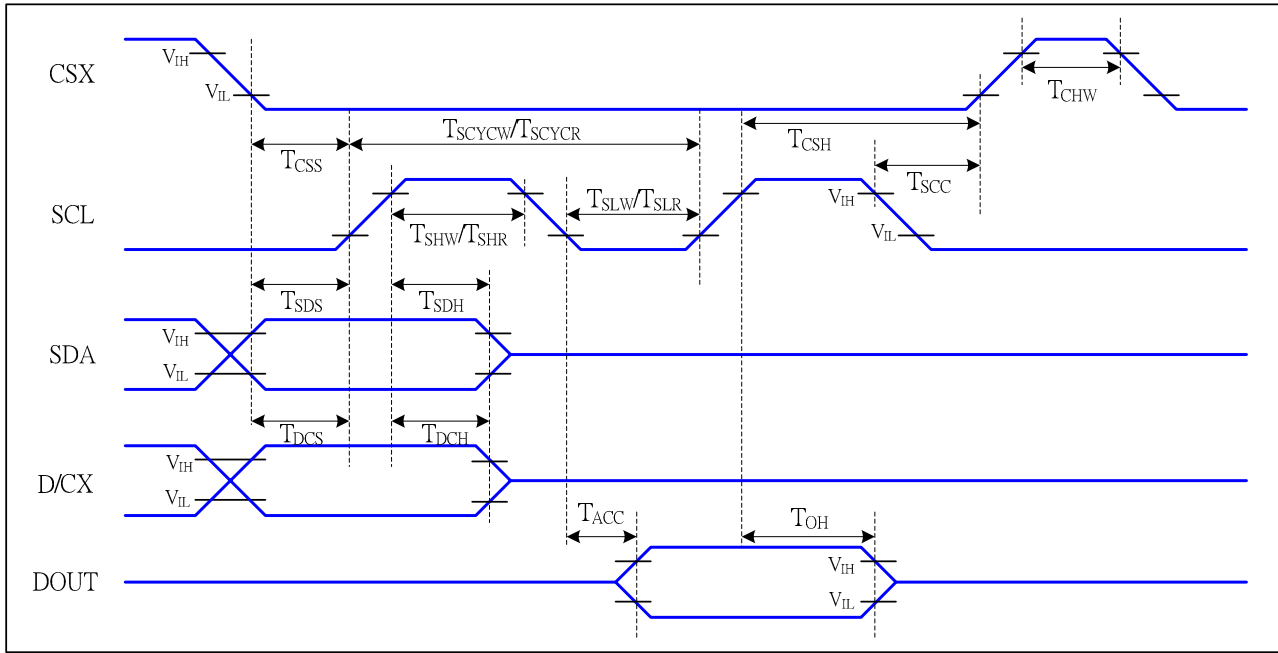 CSX
VIH
VIL
TCHW
TCSS
TSCYCW/TSCYCR
TCSH
TSCC
SCL
TSHW/TSHR
TSLW/TSLR
VIH
VIL
TSDS
TSDH
SDA
VIH
VIL
TDCS
TDCH
D/CX
VIH
VIL
TACC
TOH
DOUT
VIH
VIL